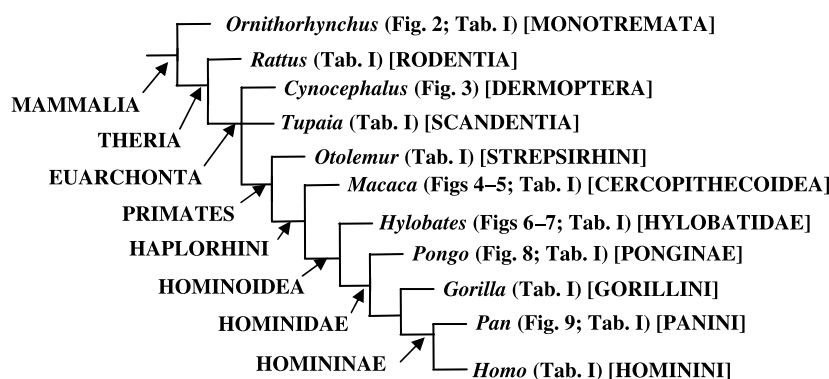 Ornithorhynchus (Fig. 2; Tab. I) [MONOTREMATA]
Rattus (Tab. I) [RODENTIA]
Cynocephalus (Fig. 3) [DERMOPTERA]
MAMMALIA
Tupaia (Tab. I) [SCANDENTIA]
THERIA
Otolemur (Tab. I) [STREPSIRHINI]
EUARCHONTA
Macaca (Figs 4–5; Tab. I) [CERCOPITHECOIDEA]
PRIMATES
Hylobates (Figs 6–7; Tab. I) [HYLOBATIDAE]
HAPLORHINI
Pongo (Fig. 8; Tab. I) [PONGINAE]
HOMINOIDEA
Gorilla (Tab. I) [GORILLINI]
HOMINIDAE
Pan (Fig. 9; Tab. I) [PANINI]
HOMININAE
Homo (Tab. I) [HOMININI]